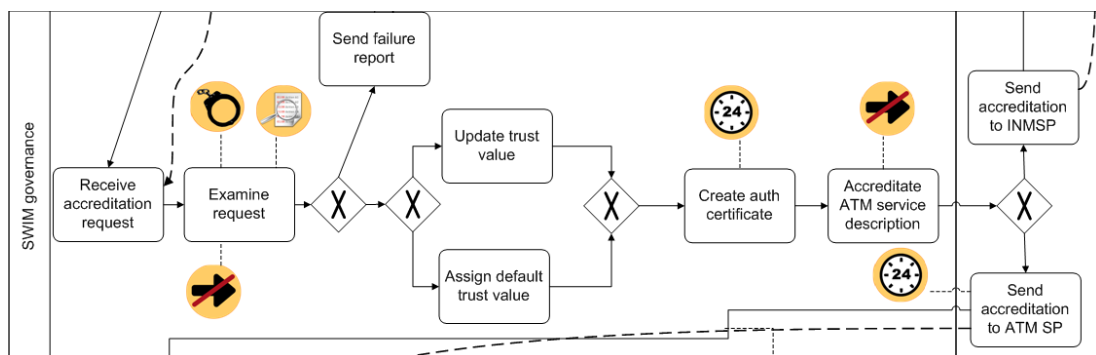 SWIM governance
Send failure
report
Receive
accreditation
request
Examine
request
X
X
Update trust
value
Assign default
trust value
X
24
Create auth
certificate
Accreditate
ATM service
description
Send
accreditation
to INMSP
X
24
Send
accreditation
to ATM SP